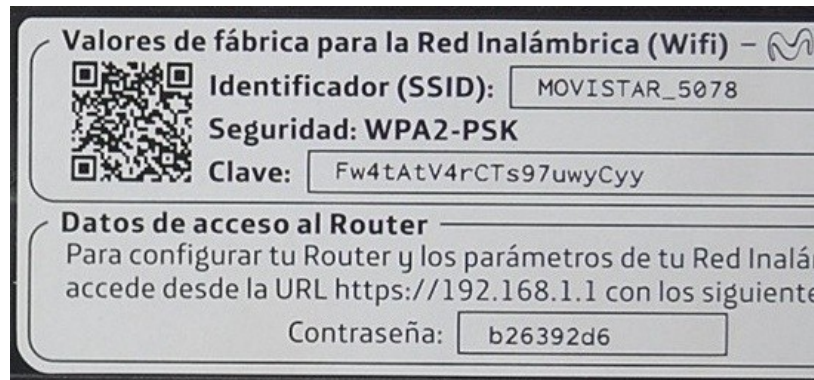 Valores de fábrica para la Red Inalámbrica (Wifi) –
Identificador (SSID): MOVISTAR_5078
Seguridad: WPA2-PSK
Clave: Fw4tAtV4rCTs97uwyCyy
Datos de acceso al Router
Para configurar tu Router y los parámetros de tu Red Inalá
accede desde la URL https://192.168.1.1 con los siguiente
Contraseña: b26392d6